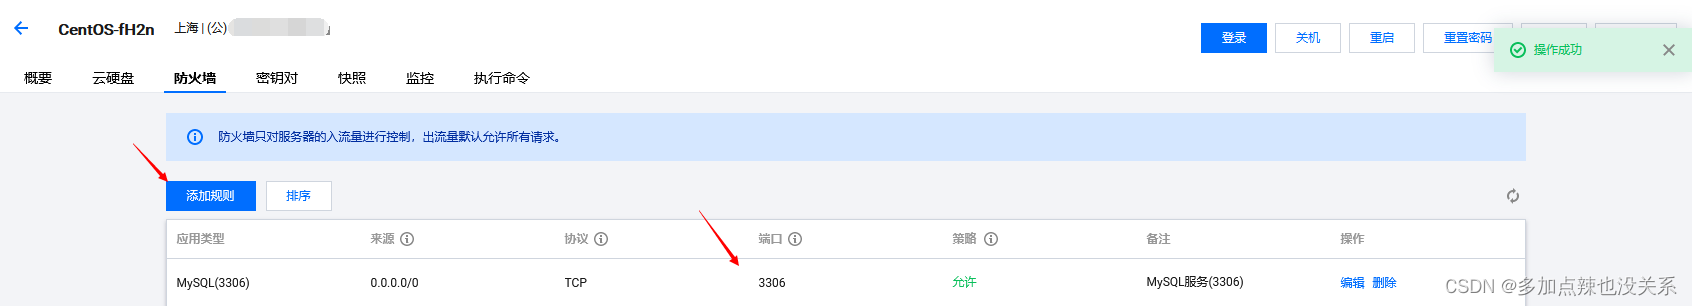 CentOS-fH2n 上海 | (公)
登录 关机 重启 重置密码
操作成功
概要 云硬盘 防火墙 密钥对 快照 监控 执行命令
防火墙只对服务器的入流量进行控制，出流量默认允许所有请求。
添加规则 排序
应用类型 来源 协议 端口 策略 备注 操作
MySQL(3306) 0.0.0.0/0 TCP 3306 允许 MySQL服务(3306) 编辑 删除
CSDN @多加点辣也没关系